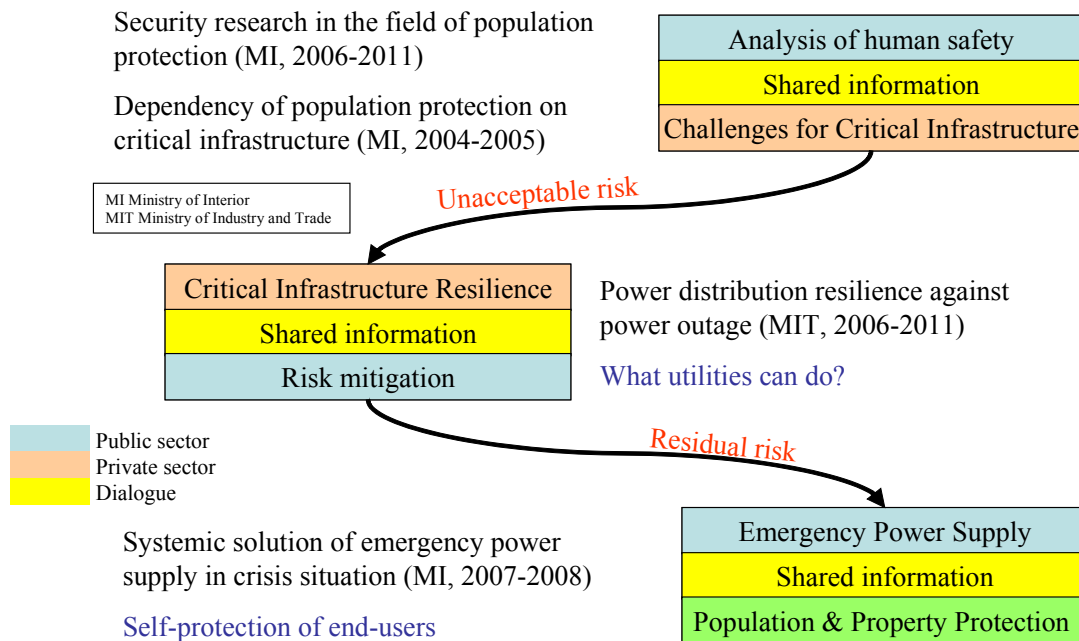 Security research in the field of population
protection (MI, 2006-2011)
Dependency of population protection on
critical infrastructure (MI, 2004-2005)
Analysis of human safety
Shared information
Challenges for Critical Infrastructure
Unacceptable risk
MI Ministry of Interior
MIT Ministry of Industry and Trade
Critical Infrastructure Resilience
Shared information
Risk mitigation
Power distribution resilience against
power outage (MIT, 2006-2011)
What utilities can do?
Public sector
Private sector
Dialogue
Residual risk
Systemic solution of emergency power
supply in crisis situation (MI, 2007-2008)
Self-protection of end-users
Emergency Power Supply
Shared information
Population & Property Protection